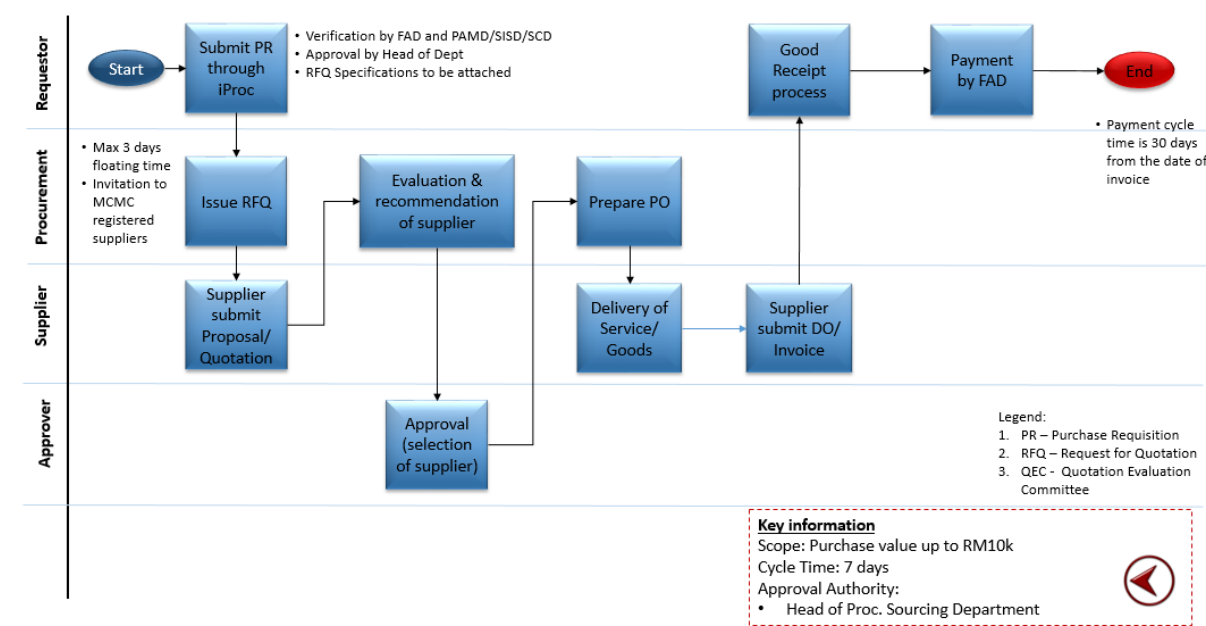 Requestor
Start
Submit PR
through
iProc
• Verification by FAD and PAMD/SISD/SCD
• Approval by Head of Dept
• RFQ Specifications to be attached
Good
Receipt
process
Payment
by FAD
End
• Payment cycle
time is 30 days
from the date of
invoice
Procurement
• Max 3 days
floating time
• Invitation to
MCMC
registered
suppliers
Issue RFQ
Evaluation &
recommendation
of supplier
Prepare PO
Supplier
Supplier
submit
Proposal/
Quotation
Delivery of
Service/
Goods
Supplier
submit DO/
Invoice
Approver
Approval
(selection
of supplier)
Legend:
1. PR – Purchase Requisition
2. RFQ – Request for Quotation
3. QEC - Quotation Evaluation
Committee
Key information
Scope: Purchase value up to RM10k
Cycle Time: 7 days
Approval Authority:
• Head of Proc. Sourcing Department